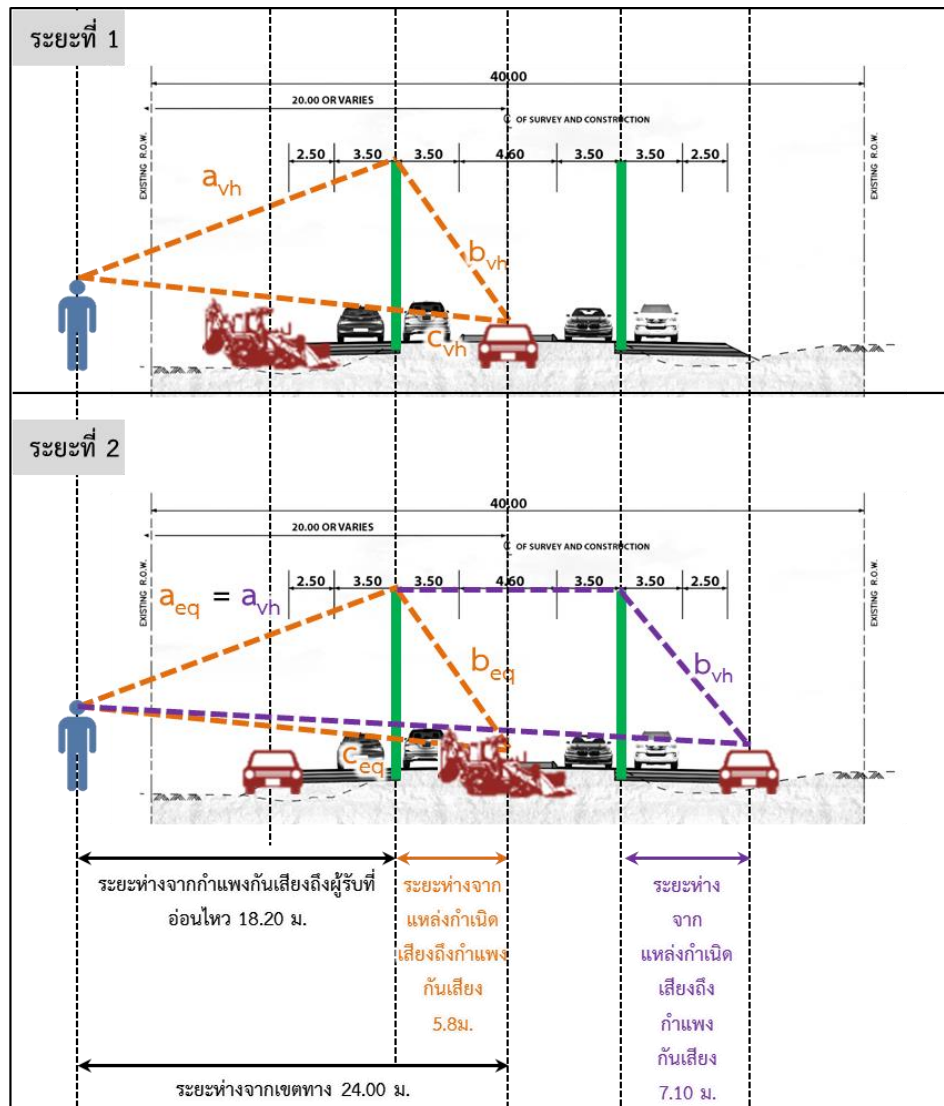 ระยะที่ 1
40.00
20.00 OR VARIES
℄ OF SURVEY AND CONSTRUCTION
2.50 3.50 3.50 4.60 3.50 3.50 2.50
EXISTING R.O.W.
EXISTING R.O.W.
a vh
b vh
c vh
ระยะที่ 2
40.00
20.00 OR VARIES
℄ OF SURVEY AND CONSTRUCTION
2.50 3.50 3.50 4.60 3.50 3.50 2.50
EXISTING R.O.W.
EXISTING R.O.W.
a eq = a vh
b eq
b vh
c eq
ระยะห่างจากกำแพงกันเสียงถึงผู้รับที่
อ่อนไหว 18.20 ม.
ระยะห่างจาก
แหล่งกำเนิด
เสียงถึงกำแพง
กันเสียง
5.8ม.
ระยะห่าง
จาก
แหล่งกำเนิด
เสียงถึง
กำแพง
กันเสียง
7.10 ม.
ระยะห่างจากเขตทาง 24.00 ม.